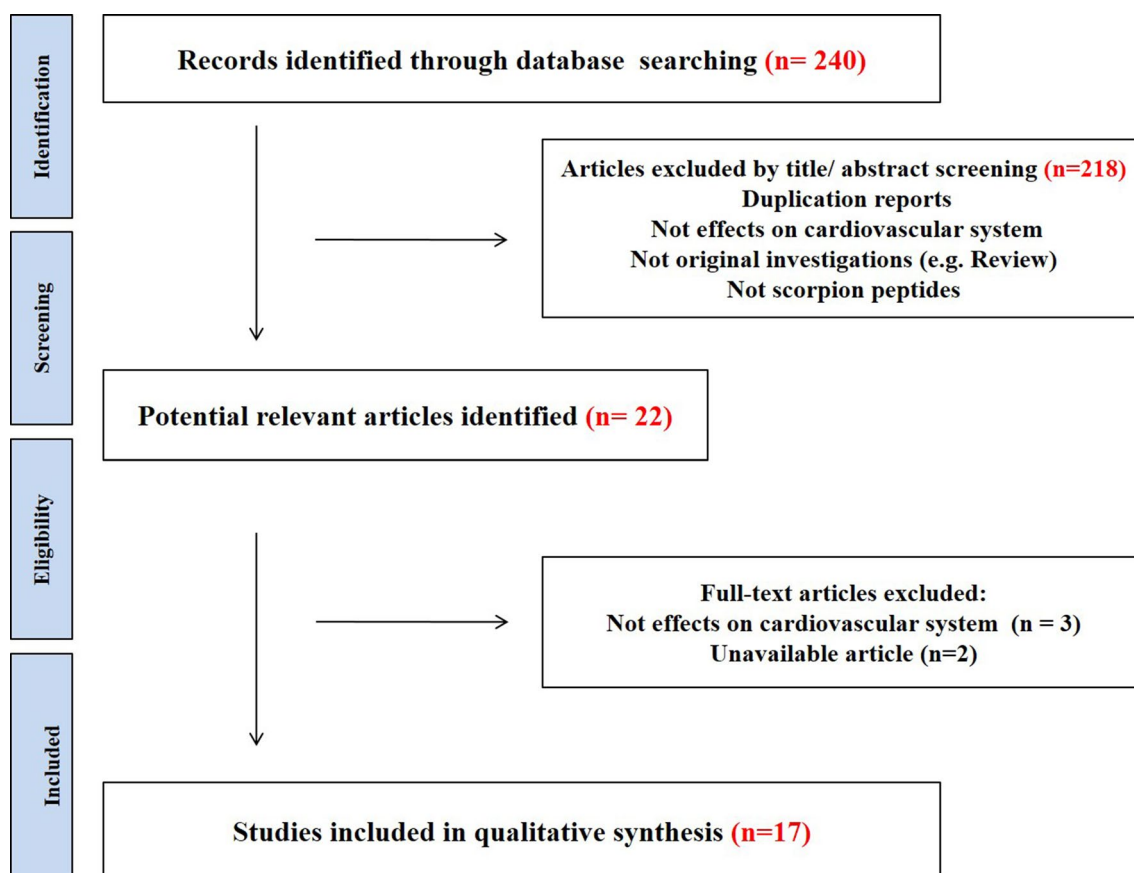 Identification
Records identified through database searching (n= 240)
Articles excluded by title/ abstract screening (n=218)
Duplication reports
Not effects on cardiovascular system
Not original investigations (e.g. Review)
Not scorpion peptides
Screening
Potential relevant articles identified (n= 22)
Eligibility
Full-text articles excluded:
Not effects on cardiovascular system (n = 3)
Unavailable article (n=2)
Included
Studies included in qualitative synthesis (n=17)